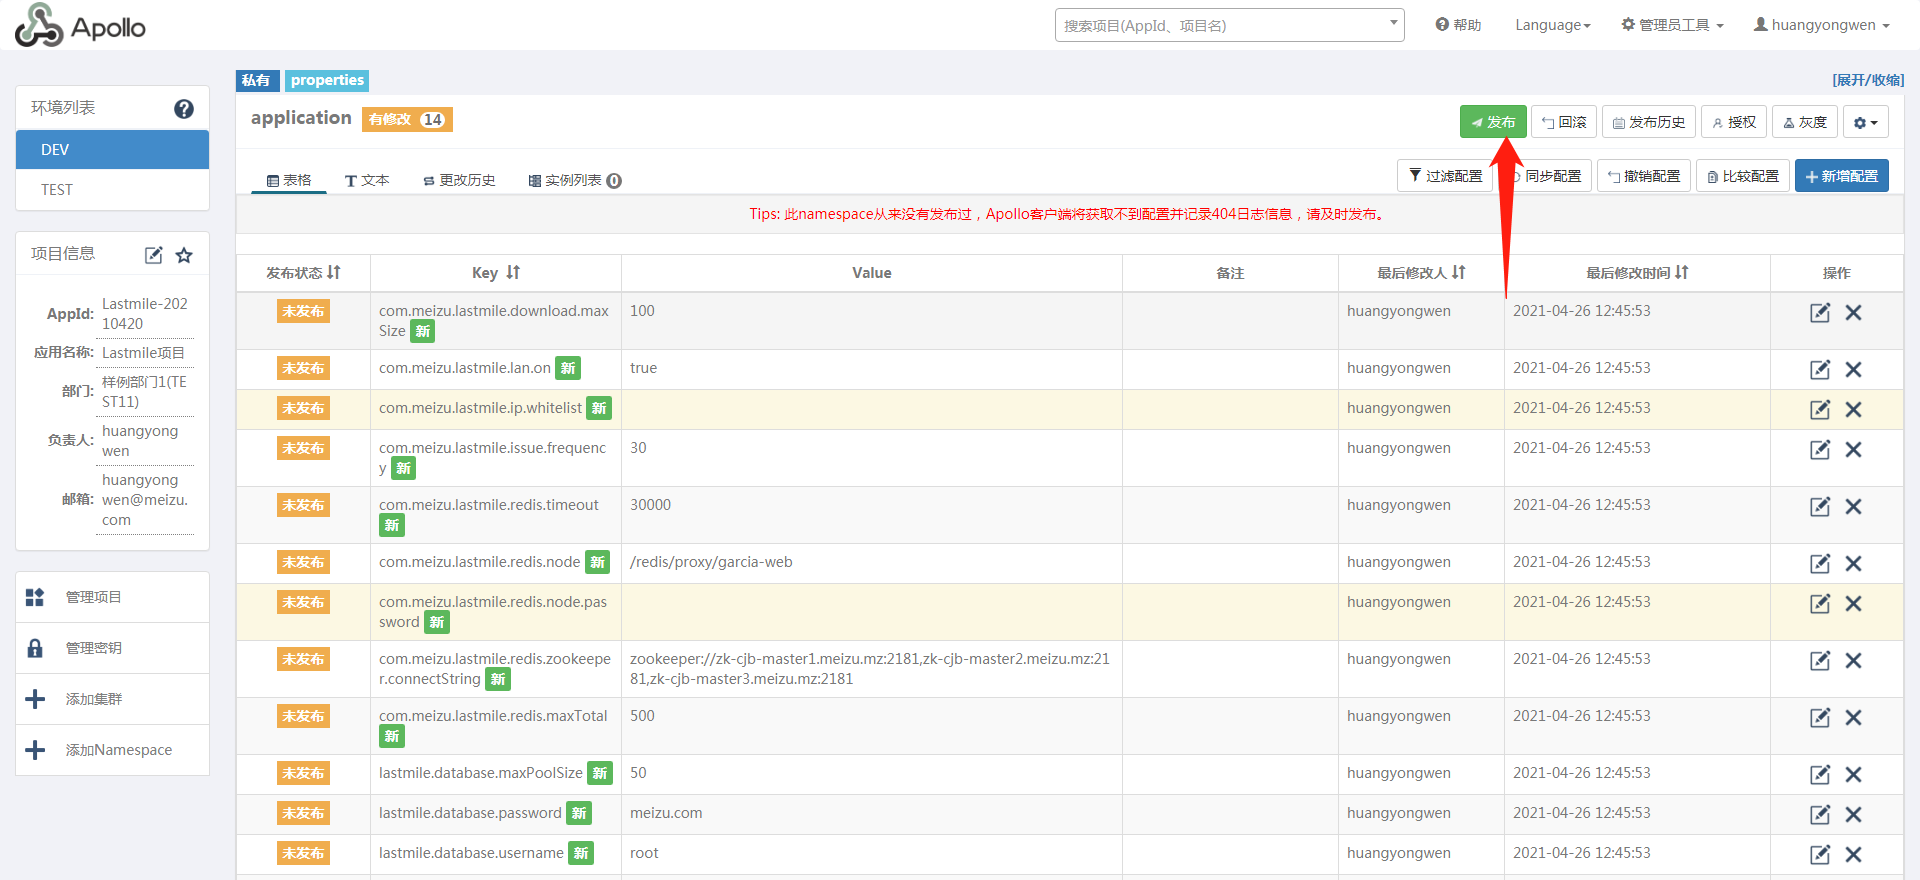 Apollo
搜索项目(AppId、项目名)
帮助
Language
管理员工具
huangyongwen
私有 properties
[展开/收缩]
环境列表
DEV
TEST
项目信息
AppId: Lastmile-202
10420
应用名称: Lastmile项目
部门: 样例部门1(TE
ST11)
负责人: huangyong
wen
邮箱: huangyong
wen@meizu.
com
管理项目
管理密钥
添加集群
添加Namespace
application 有修改 14
发布 回滚 发布历史 授权 灰度
表格 文本 更改历史 实例列表 0
过滤配置 同步配置 撤销配置 比较配置 新增配置
Tips: 此namespace从来没有发布过，Apollo客户端将获取不到配置并记录404日志信息，请及时发布。
发布状态 Key Value 备注 最后修改人 最后修改时间 操作
未发布 com.meizu.lastmile.download.max 100 huangyongwen 2021-04-26 12:45:53
Size 新
未发布 com.meizu.lastmile.lan.on 新 true huangyongwen 2021-04-26 12:45:53
未发布 com.meizu.lastmile.ip.whitelist 新 huangyongwen 2021-04-26 12:45:53
未发布 com.meizu.lastmile.issue.frequenc 30 huangyongwen 2021-04-26 12:45:53
y 新
未发布 com.meizu.lastmile.redis.timeout 30000 huangyongwen 2021-04-26 12:45:53
新
未发布 com.meizu.lastmile.redis.node 新 /redis/proxy/garcia-web huangyongwen 2021-04-26 12:45:53
未发布 com.meizu.lastmile.redis.node.pas huangyongwen 2021-04-26 12:45:53
sword 新
未发布 com.meizu.lastmile.redis.zookeepe zookeeper://zk-cjb-master1.meizu.mz:2181,zk-cjb-master2.meizu.mz:21 huangyongwen 2021-04-26 12:45:53
r.connectString 新 81,zk-cjb-master3.meizu.mz:2181
未发布 com.meizu.lastmile.redis.maxTotal 500 huangyongwen 2021-04-26 12:45:53
新
未发布 lastmile.database.maxPoolSize 新 50 huangyongwen 2021-04-26 12:45:53
未发布 lastmile.database.password 新 meizu.com huangyongwen 2021-04-26 12:45:53
未发布 lastmile.database.username 新 root huangyongwen 2021-04-26 12:45:53